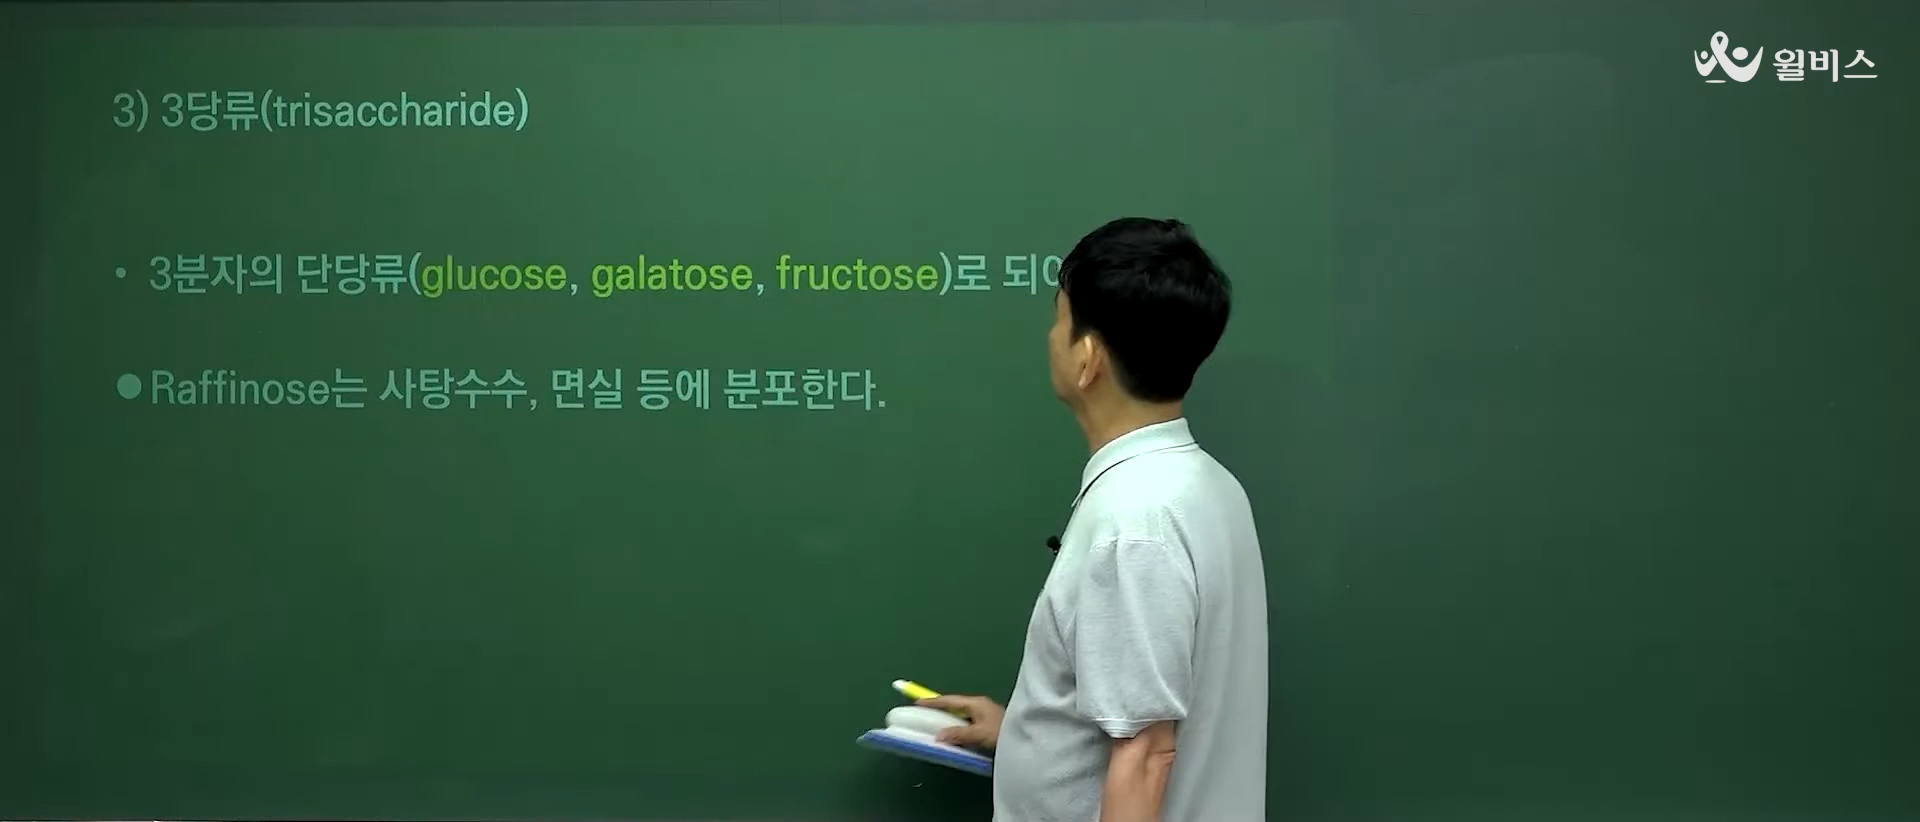 윌비스
3) 3당류(trisaccharide)
• 3분자의 단당류(glucose, galatose, fructose)로
●Raffinose는 사탕수수, 면실 등에 분포한다.